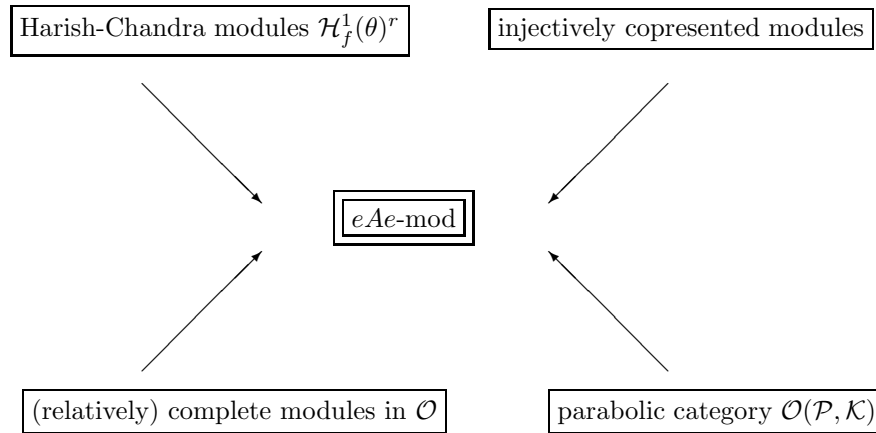 Harish-Chandra modules $\mathcal{H}^1_f(\theta)^r$
injectively copresented modules
$eAe$-mod
(relatively) complete modules in $\mathcal{O}$
parabolic category $\mathcal{O}(\mathcal{P}, \mathcal{K})$